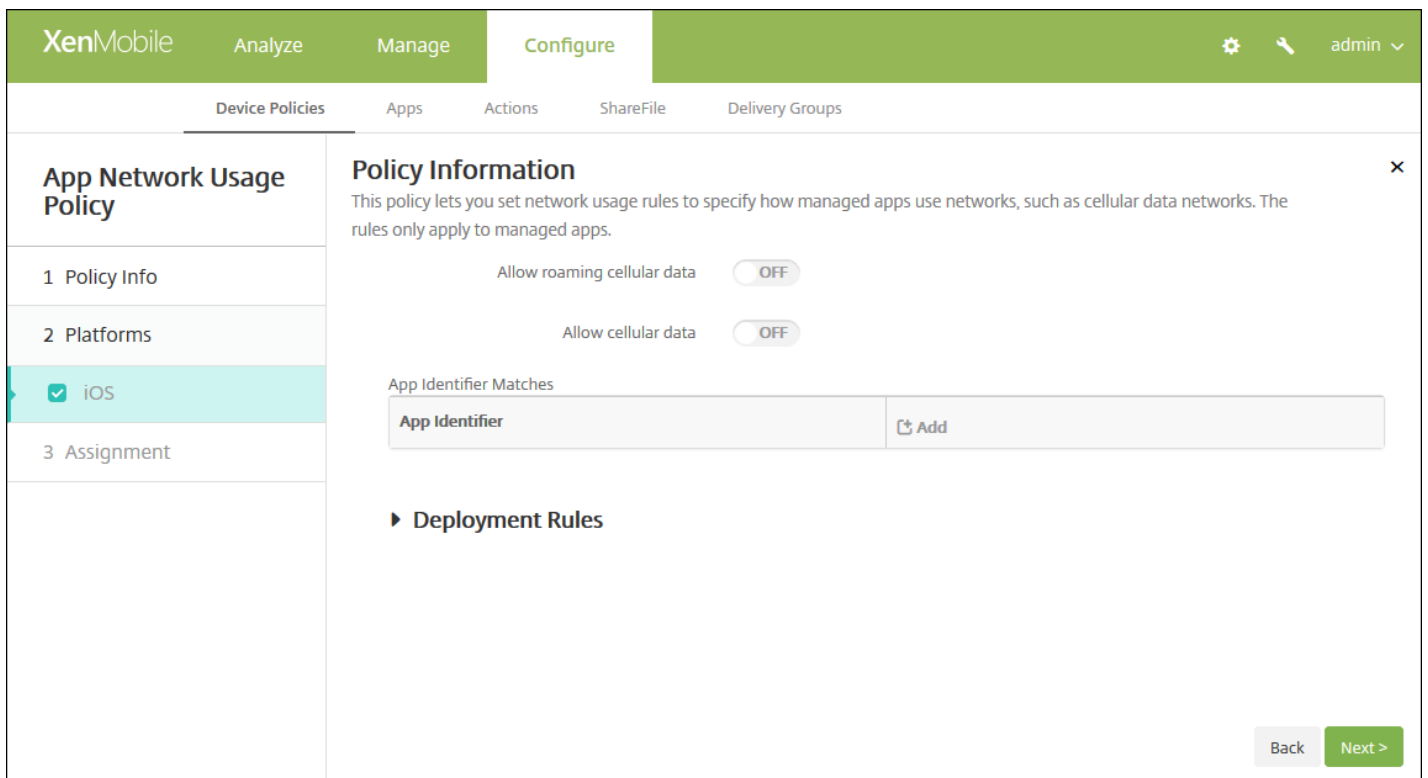 XenMobile Analyze Manage Configure admin
Device Policies Apps Actions ShareFile Delivery Groups
App Network Usage
Policy
1 Policy Info
2 Platforms
iOS
3 Assignment
Policy Information
This policy lets you set network usage rules to specify how managed apps use networks, such as cellular data networks. The
rules only apply to managed apps.
Allow roaming cellular data OFF
Allow cellular data OFF
App Identifier Matches
App Identifier Add
Deployment Rules
Back Next >